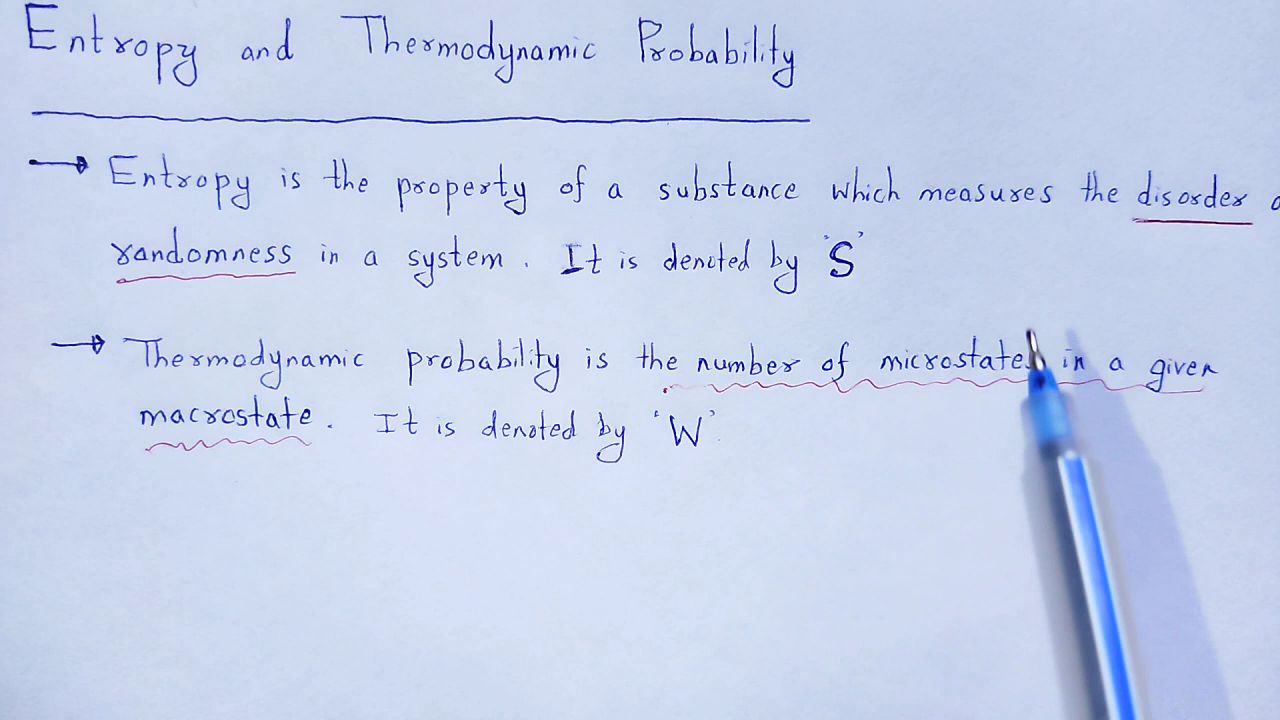 Entropy and Thermodynamic Probability
→ Entropy is the property of a substance which measures the disorder
randomness in a system. It is denoted by 'S'
→ Thermodynamic probability is the number of microstates in a given
macrostate. It is denoted by 'W'